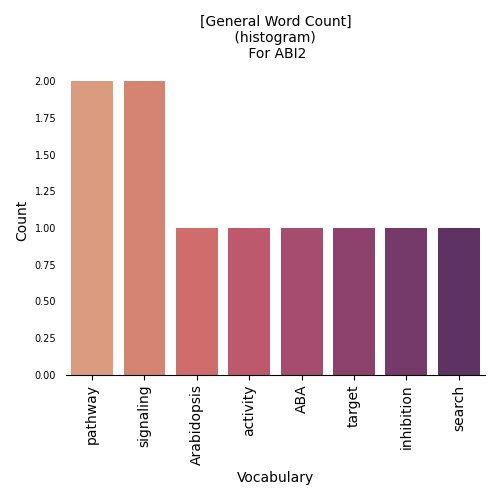 [General Word Count]
(histogram)
For ABI2
2.00
1.75
1.50
1.25
1.00
0.75
0.50
0.25
0.00
Count
pathway
signaling
Arabidopsis
activity
ABA
target
inhibition
search
Vocabulary